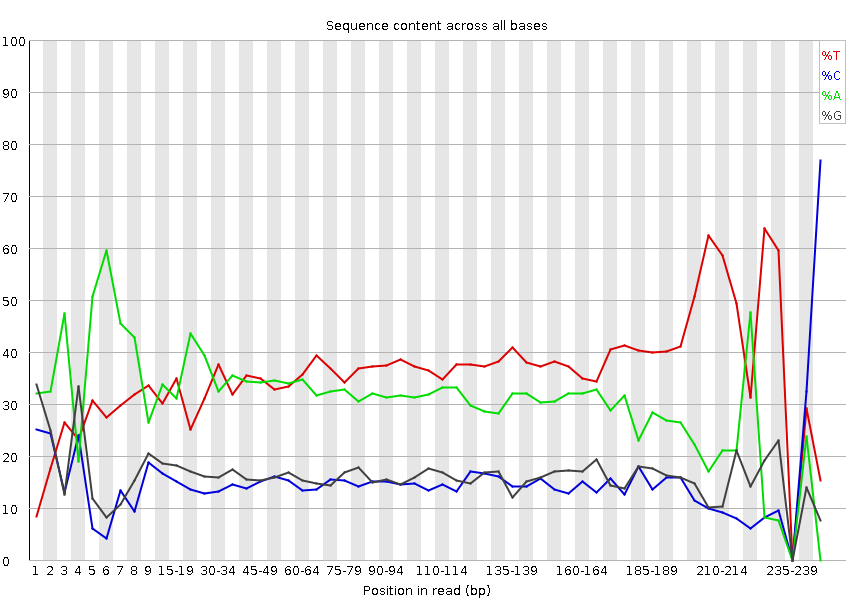 Sequence content across all bases
100
90
80
70
60
50
40
30
20
10
0
%T
%C
%A
%G
1 2 3 4 5 6 7 8 9 15-19 30-34 45-49 60-64 75-79 90-94 110-114 135-139 160-164 185-189 210-214 235-239
Position in read (bp)